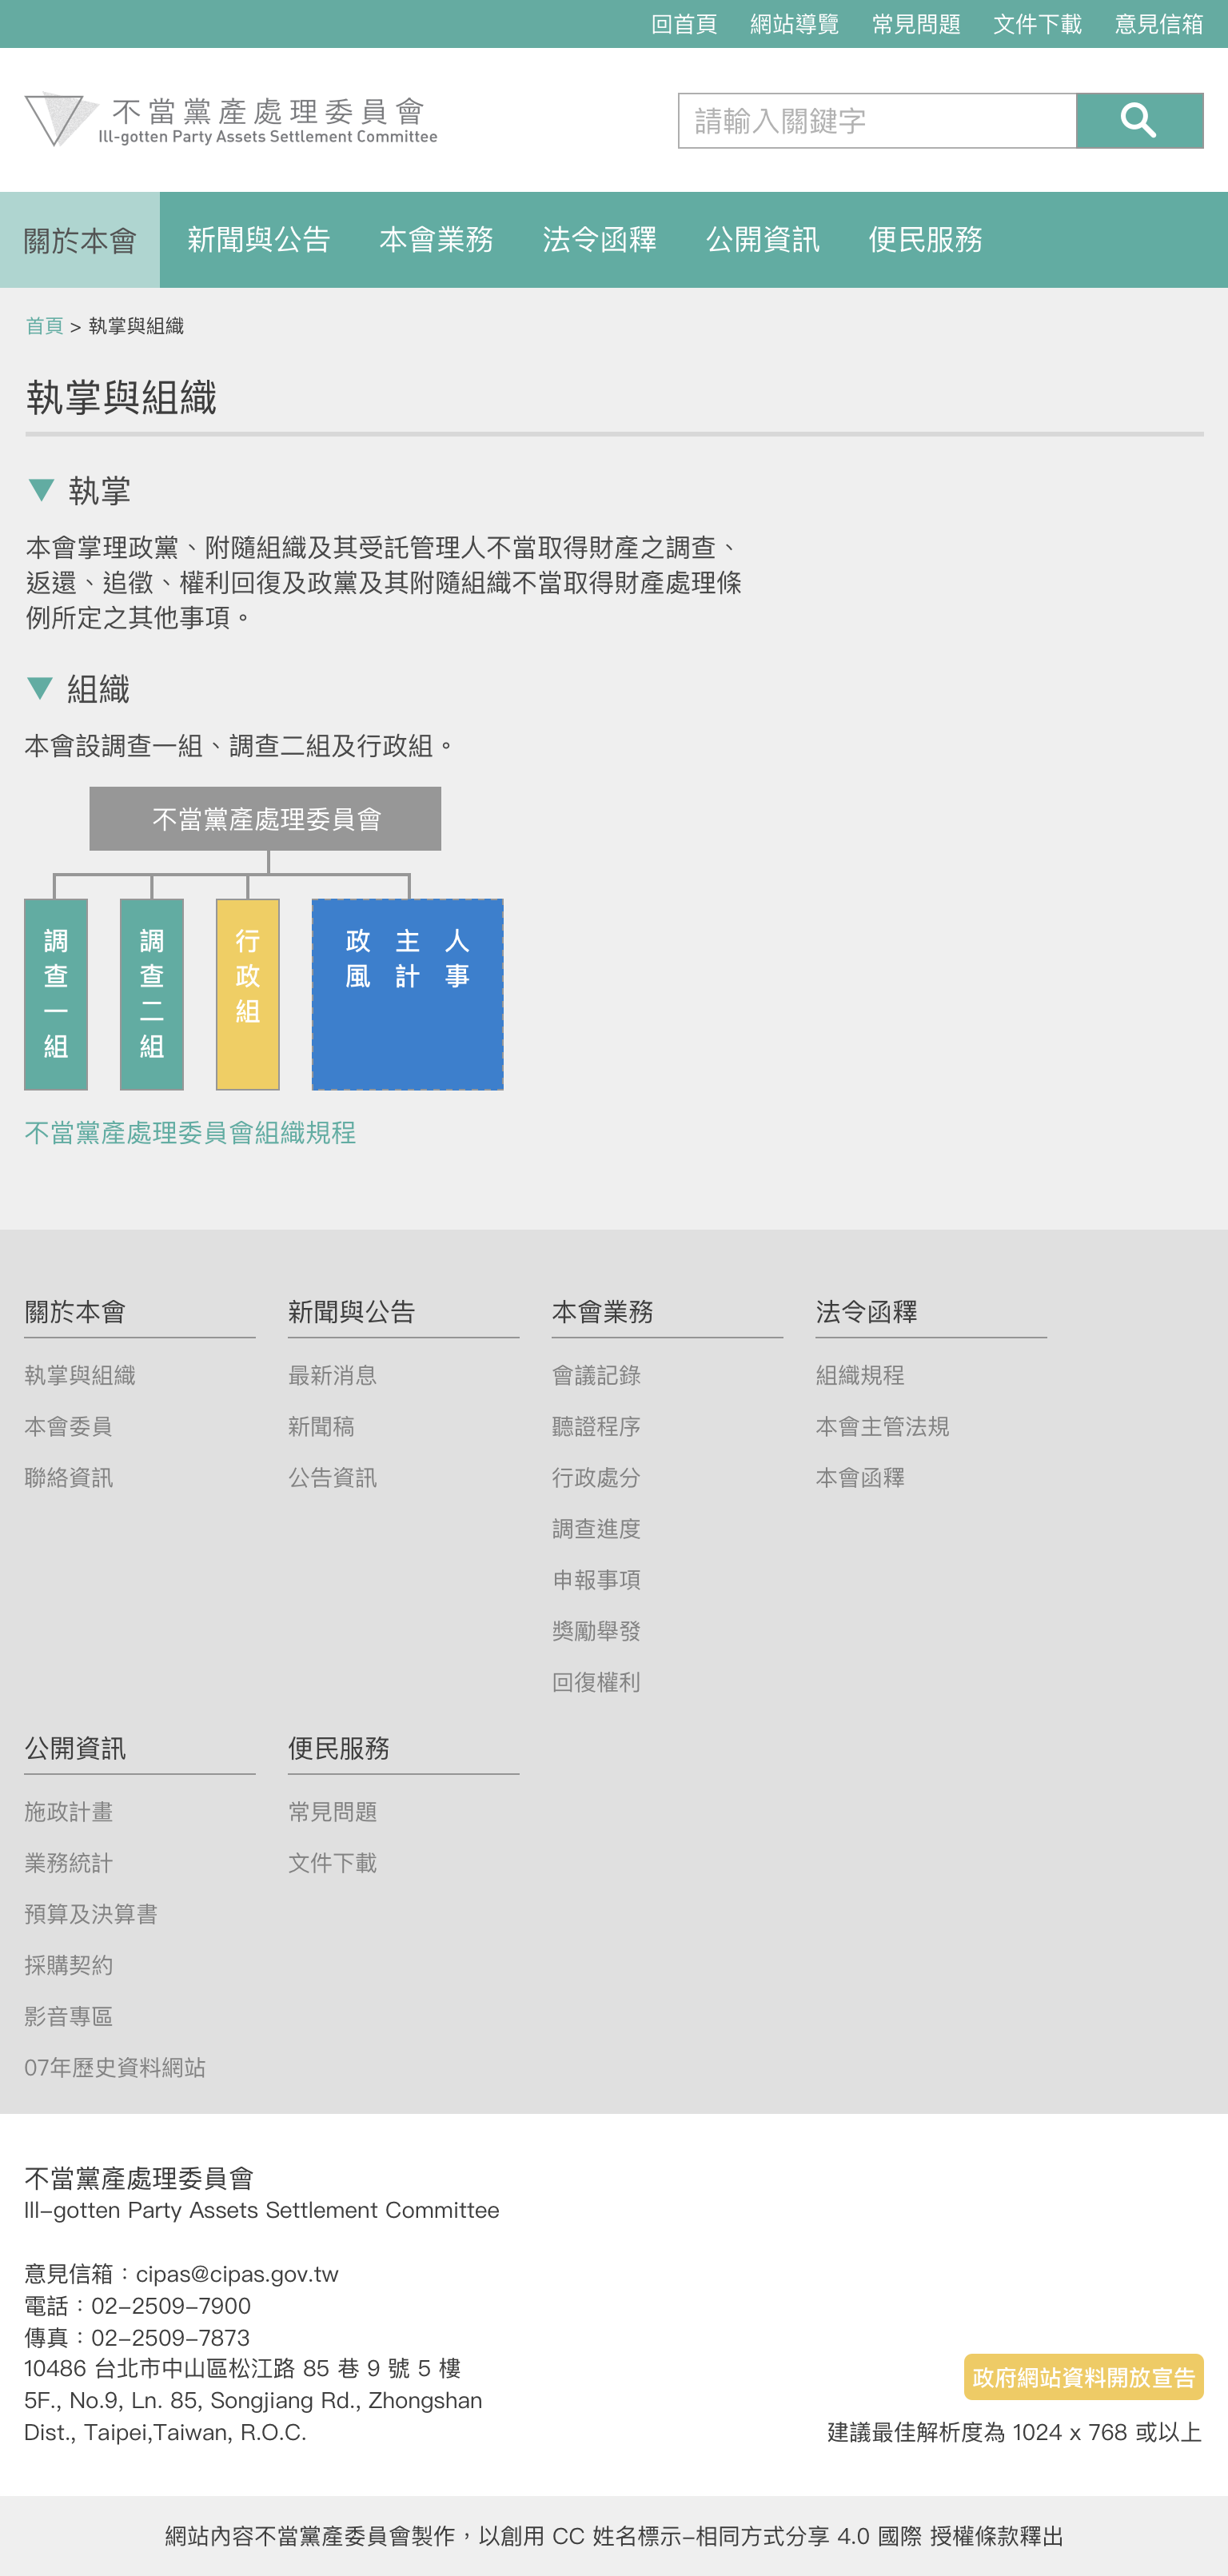 回首頁 網站導覽 常見問題 文件下載 意見信箱
不當黨產處理委員會
Ill-gotten Party Assets Settlement Committee
請輸入關鍵字
關於本會 新聞與公告 本會業務 法令函釋 公開資訊 便民服務
首頁 > 執掌與組織
執掌與組織
▼ 執掌
本會掌理政黨、附隨組織及其受託管理人不當取得財產之調查、
返還、追徵、權利回復及政黨及其附隨組織不當取得財產處理條
例所定之其他事項。
▼ 組織
本會設調查一組、調查二組及行政組。
不當黨產處理委員會
調查一組
調查二組
行政組
政風
主計
人事
不當黨產處理委員會組織規程
關於本會
執掌與組織
本會委員
聯絡資訊
新聞與公告
最新消息
新聞稿
公告資訊
本會業務
會議記錄
聽證程序
行政處分
調查進度
申報事項
獎勵舉發
回復權利
法令函釋
組織規程
本會主管法規
本會函釋
公開資訊
施政計畫
業務統計
預算及決算書
採購契約
影音專區
07年歷史資料網站
便民服務
常見問題
文件下載
不當黨產處理委員會
Ill-gotten Party Assets Settlement Committee
意見信箱：cipas@cipas.gov.tw
電話：02-2509-7900
傳真：02-2509-7873
10486 台北市中山區松江路 85 巷 9 號 5 樓
5F., No.9, Ln. 85, Songjiang Rd., Zhongshan
Dist., Taipei,Taiwan, R.O.C.
政府網站資料開放宣告
建議最佳解析度為 1024 x 768 或以上
網站內容不當黨產委員會製作，以創用 CC 姓名標示-相同方式分享 4.0 國際 授權條款釋出